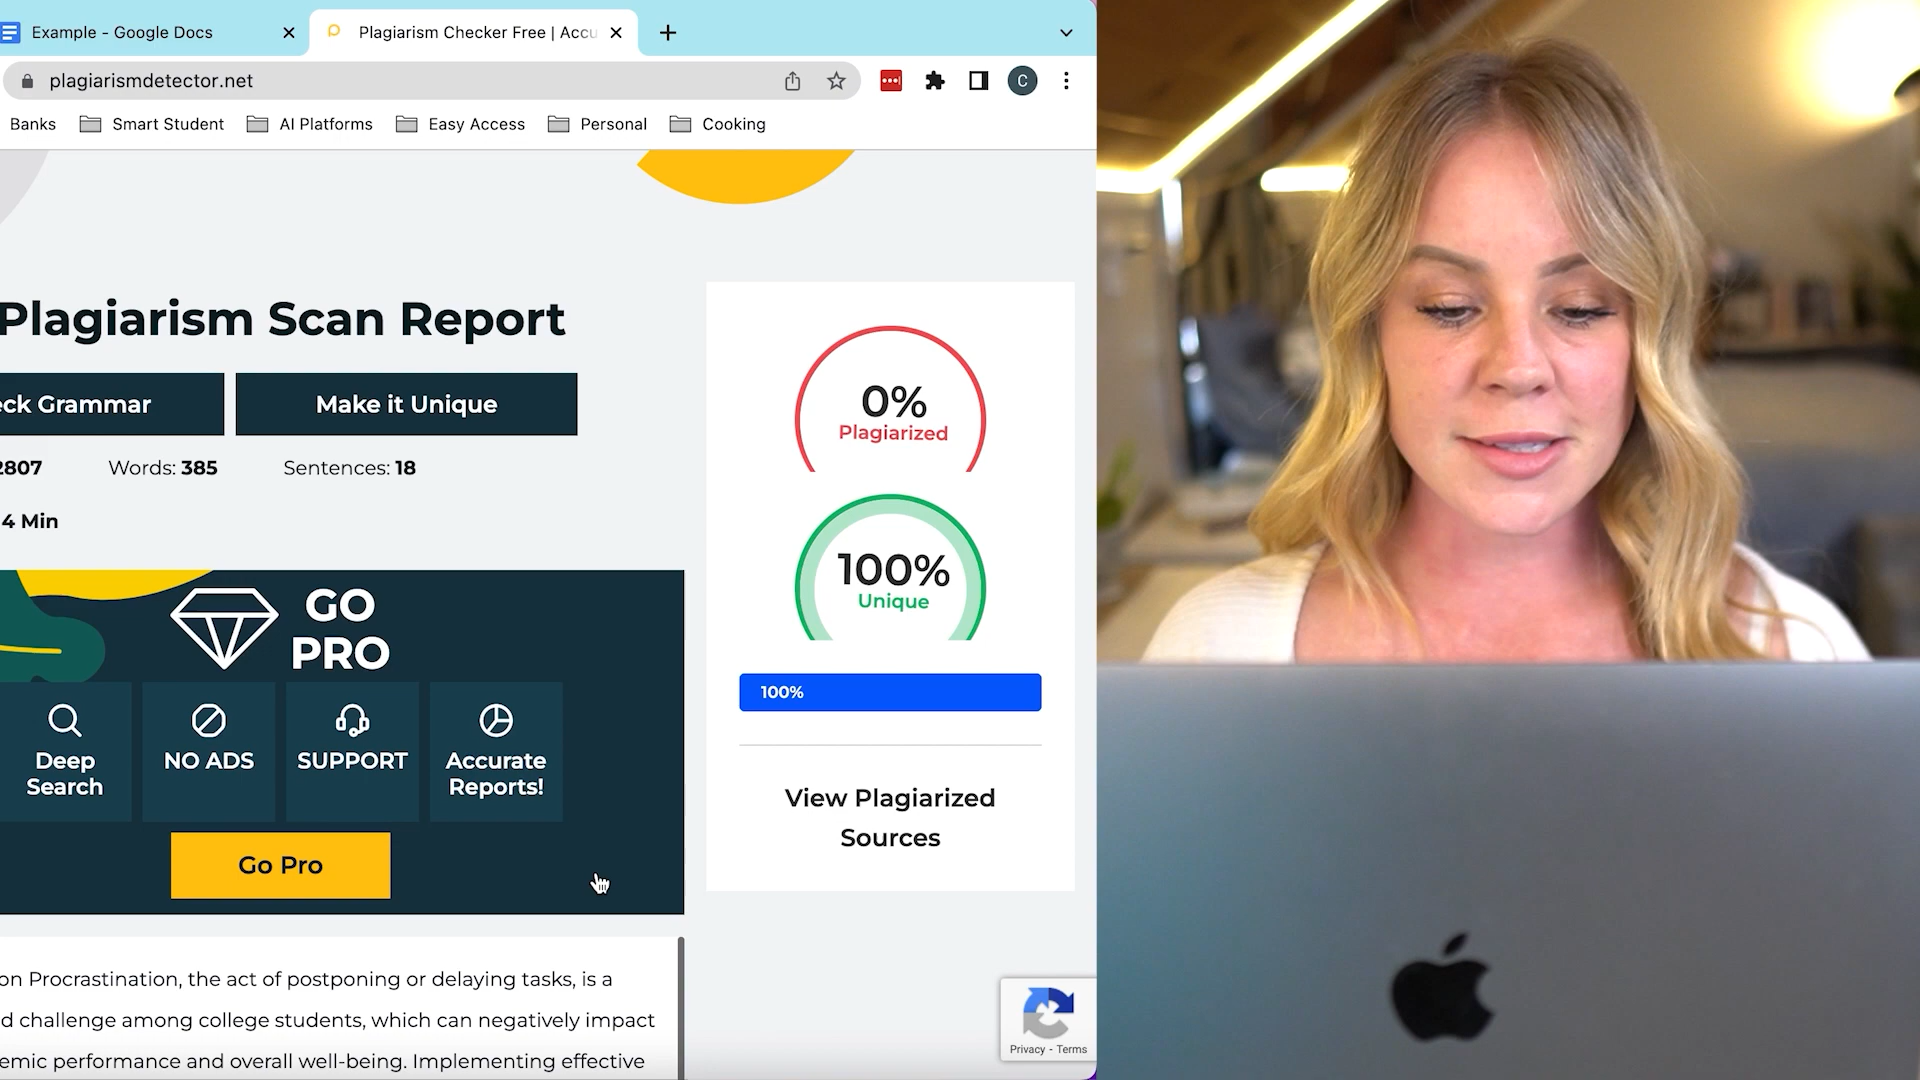 Example - Google Docs
Plagiarism Checker Free | Accu
plagiarismdetector.net
C
Banks
Smart Student
AI Platforms
Easy Access
Personal
Cooking
Plagiarism Scan Report
ck Grammar
Make it Unique
2807
Words: 385
Sentences: 18
4 Min
GO
PRO
Deep
Search
NO ADS
SUPPORT
Accurate
Reports!
Go Pro
0%
Plagiarized
100%
Unique
100%
View Plagiarized
Sources
on Procrastination, the act of postponing or delaying tasks, is a
d challenge among college students, which can negatively impact
emic performance and overall well-being. Implementing effective
Privacy - Terms